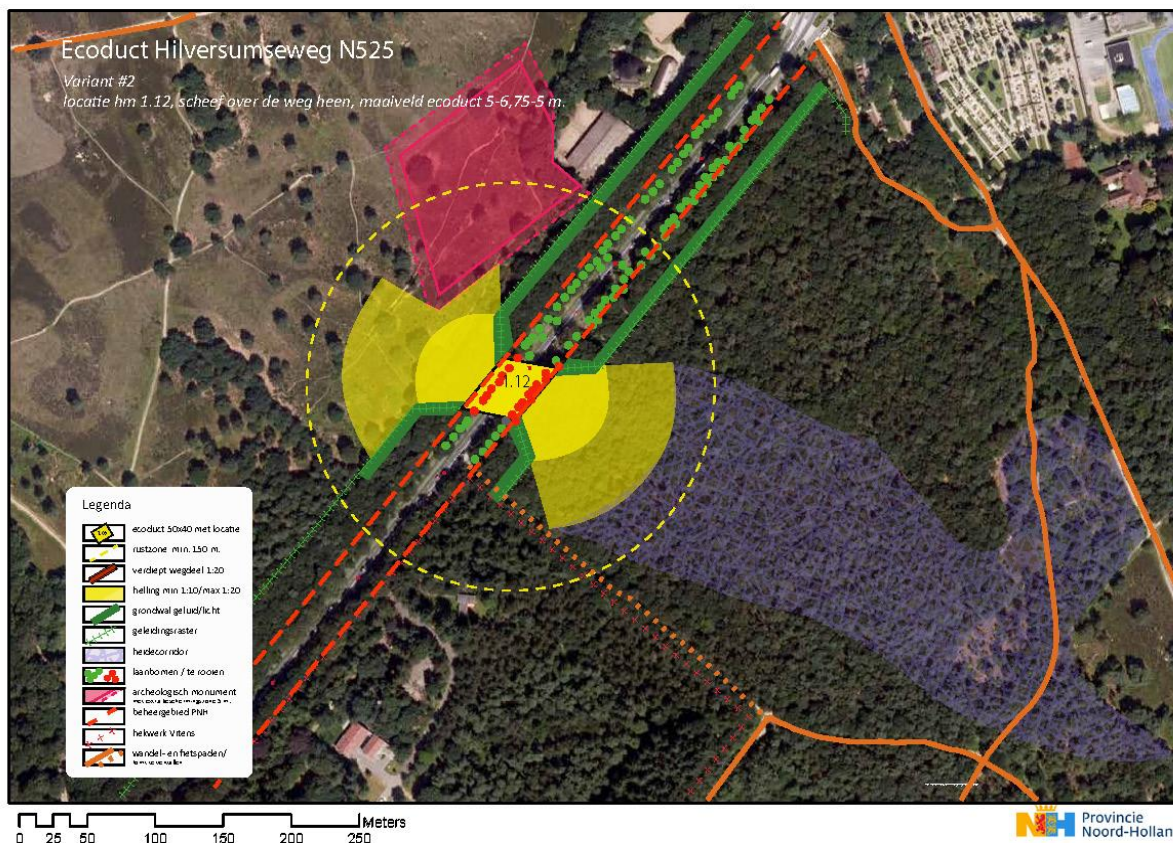 Ecoduct Hilversumseweg N525
Variant #2
locatie hm 1.12, scheef over de weg heen, maaiveld ecoduct 5-6,75-5 m.
1.12
Legenda
ecoduct 50x40 met locatie
rustzone min. 150 m.
verdiept wegdeel 1:20
helling min 1:10/max 1:20
grondwal geluid/licht
geleidingsraster
heidecorridor
laanbomen / te rooien
archeologisch monument
beheergebied PNH
hekwerk Vitens
wandel- en fietspaden/
Meters
0 25 50 100 150 200 250
NH Provincie
Noord-Holland